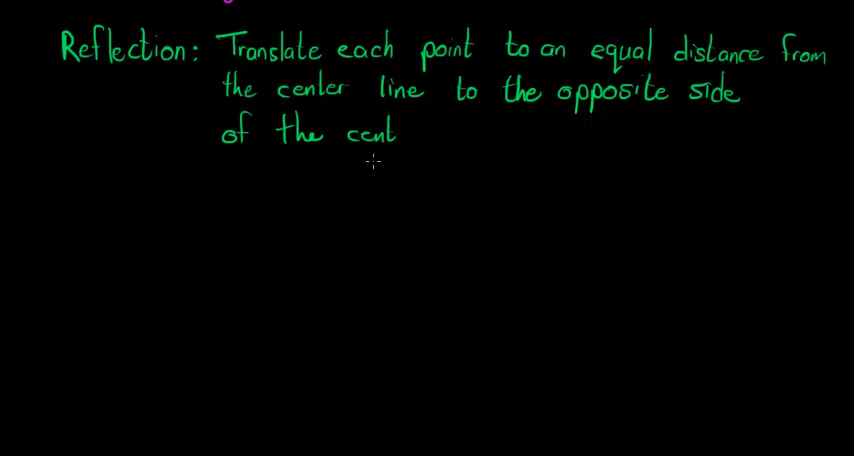 Reflection: Translate each point to an equal distance from
the center line to the opposite side
of the cent